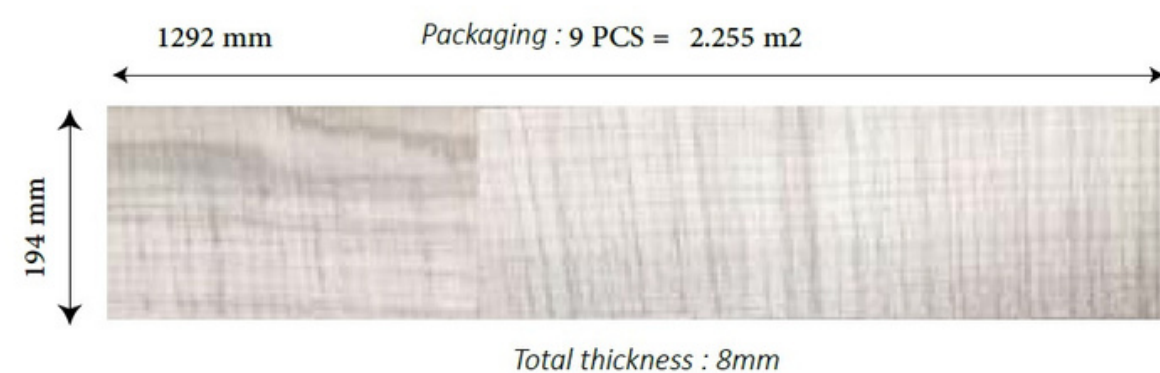 1292 mm
Packaging : 9 PCS = 2.255 m2
194 mm
Total thickness : 8mm